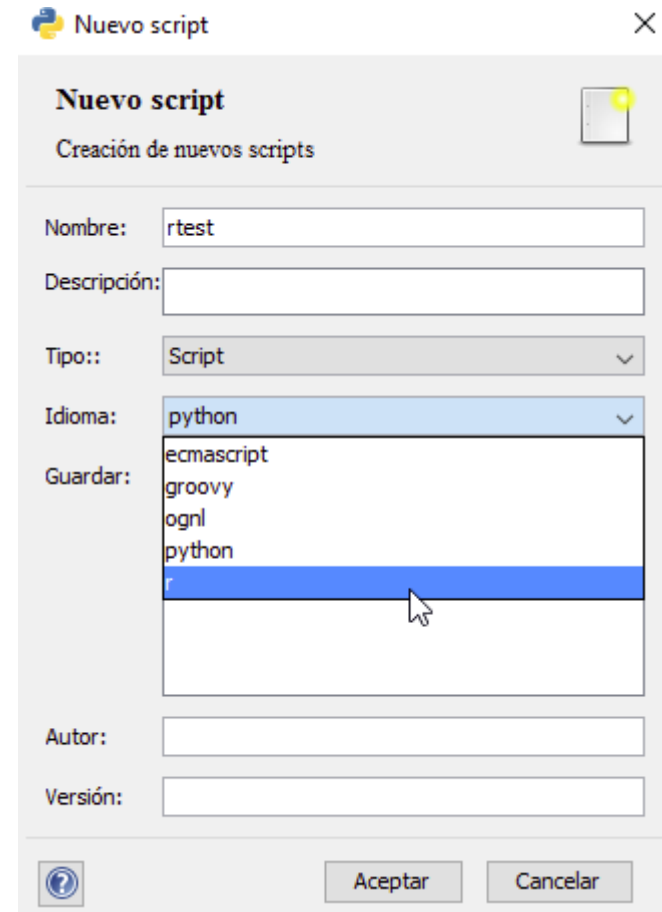 Nuevo script
Nuevo script
Creación de nuevos scripts
Nombre: rtest
Descripción:
Tipo:: Script
Idioma: python
ecmascript
Guardar:
groovy
ognl
python
r
Autor:
Versión:
? Aceptar Cancelar